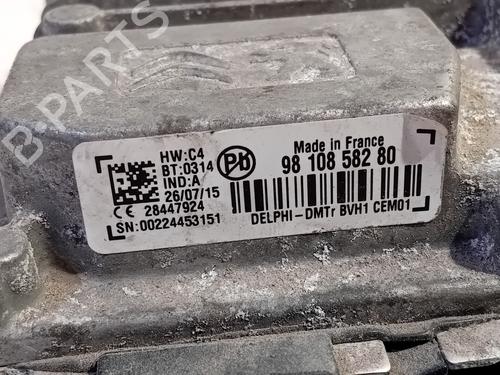 B-PARTS
HW:C4
BT:0314
IND:A
26/07/15
CE 28447924
SN:00224453151
Pb
Made in France
98 108 582 80
DELPHI-DMTr BVH1 CEM01